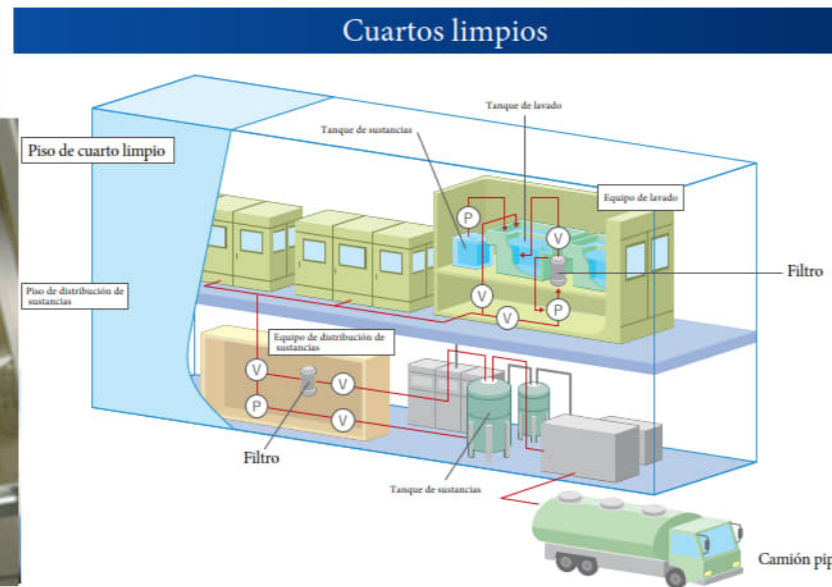 Cuartos limpios
Tanque de lavado
Tanque de sustancias
Piso de cuarto limpio
Equipo de lavado
P
V
Filtro
Piso de distribución de
sustancias
V
P
V
Equipo de distribución de
sustancias
V
V
P
V
Filtro
Tanque de sustancias
Camión pip